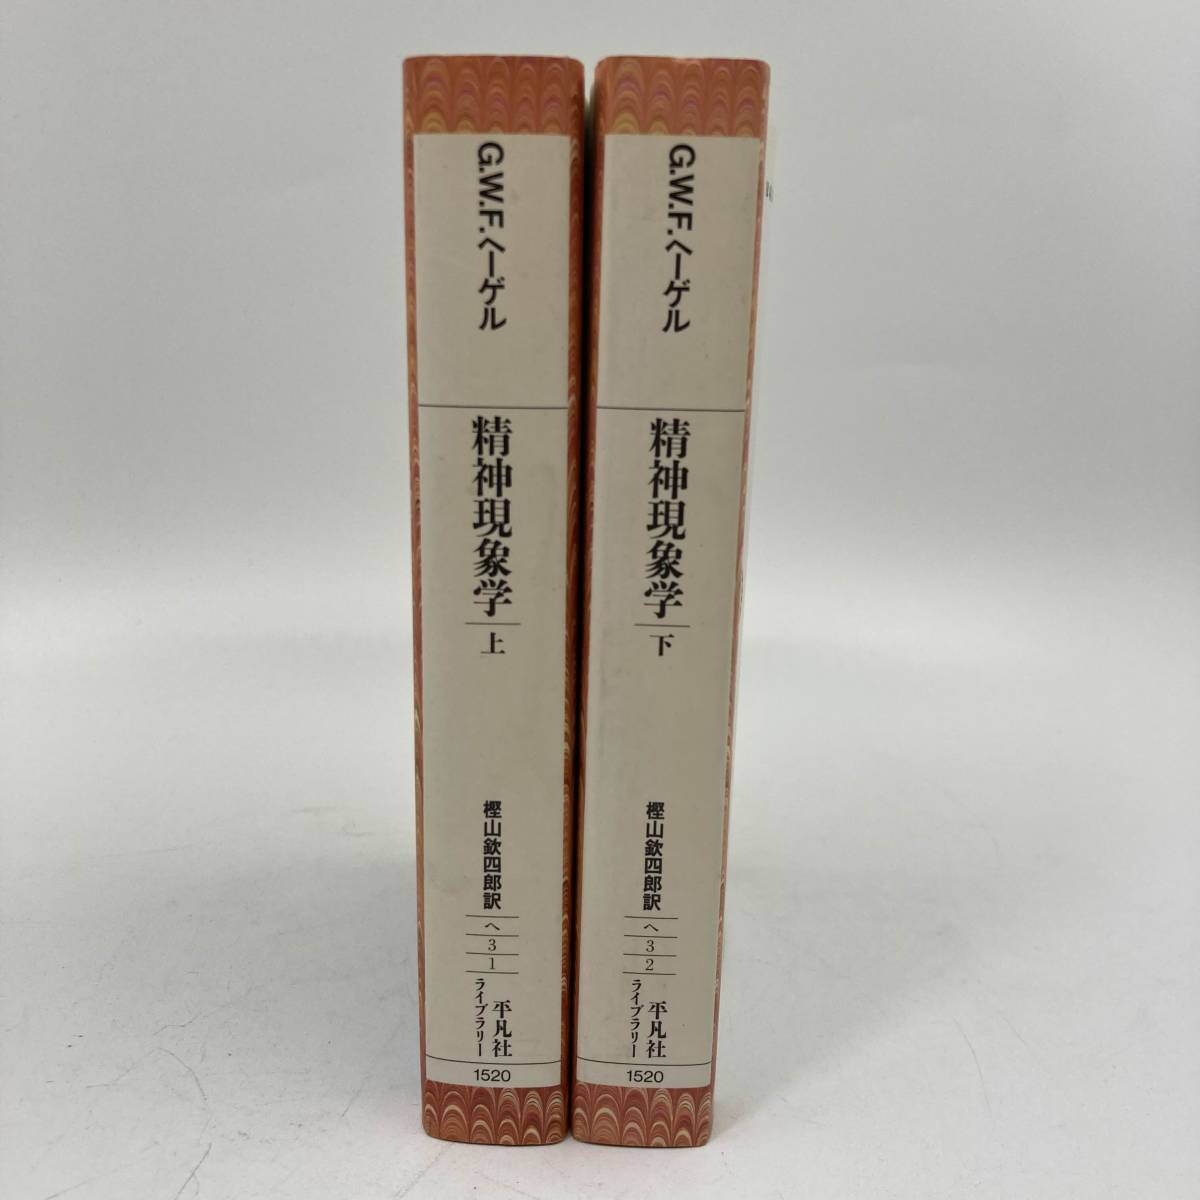 G.W.F.ヘーゲル
精神現象学
上
樫山欽四郎訳
へ
3
1
平凡社
ライブラリー
1520
G.W.F.ヘーゲル
精神現象学
下
樫山欽四郎訳
へ
3
2
平凡社
ライブラリー
1520